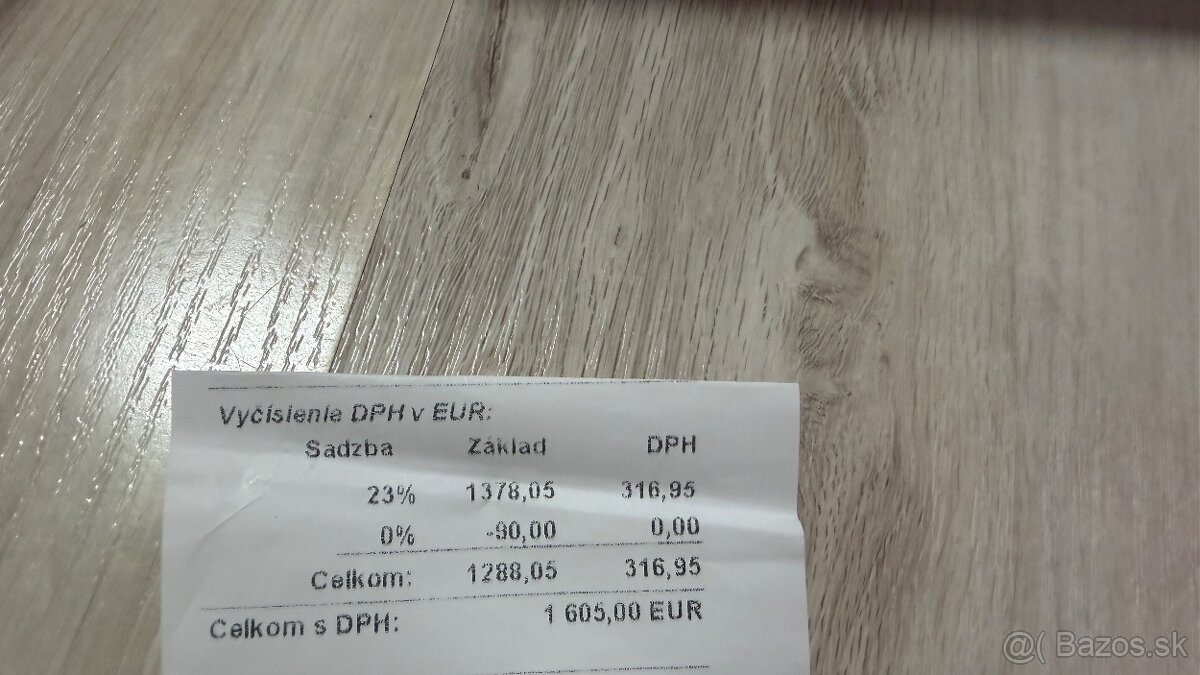 Vyčíslenie DPH v EUR:
Sadzba Základ DPH
23% 1378,05 316,95
0% -90,00 0,00
Celkom: 1288,05 316,95
Celkom s DPH: 1 605,00 EUR
@( Bazos.sk